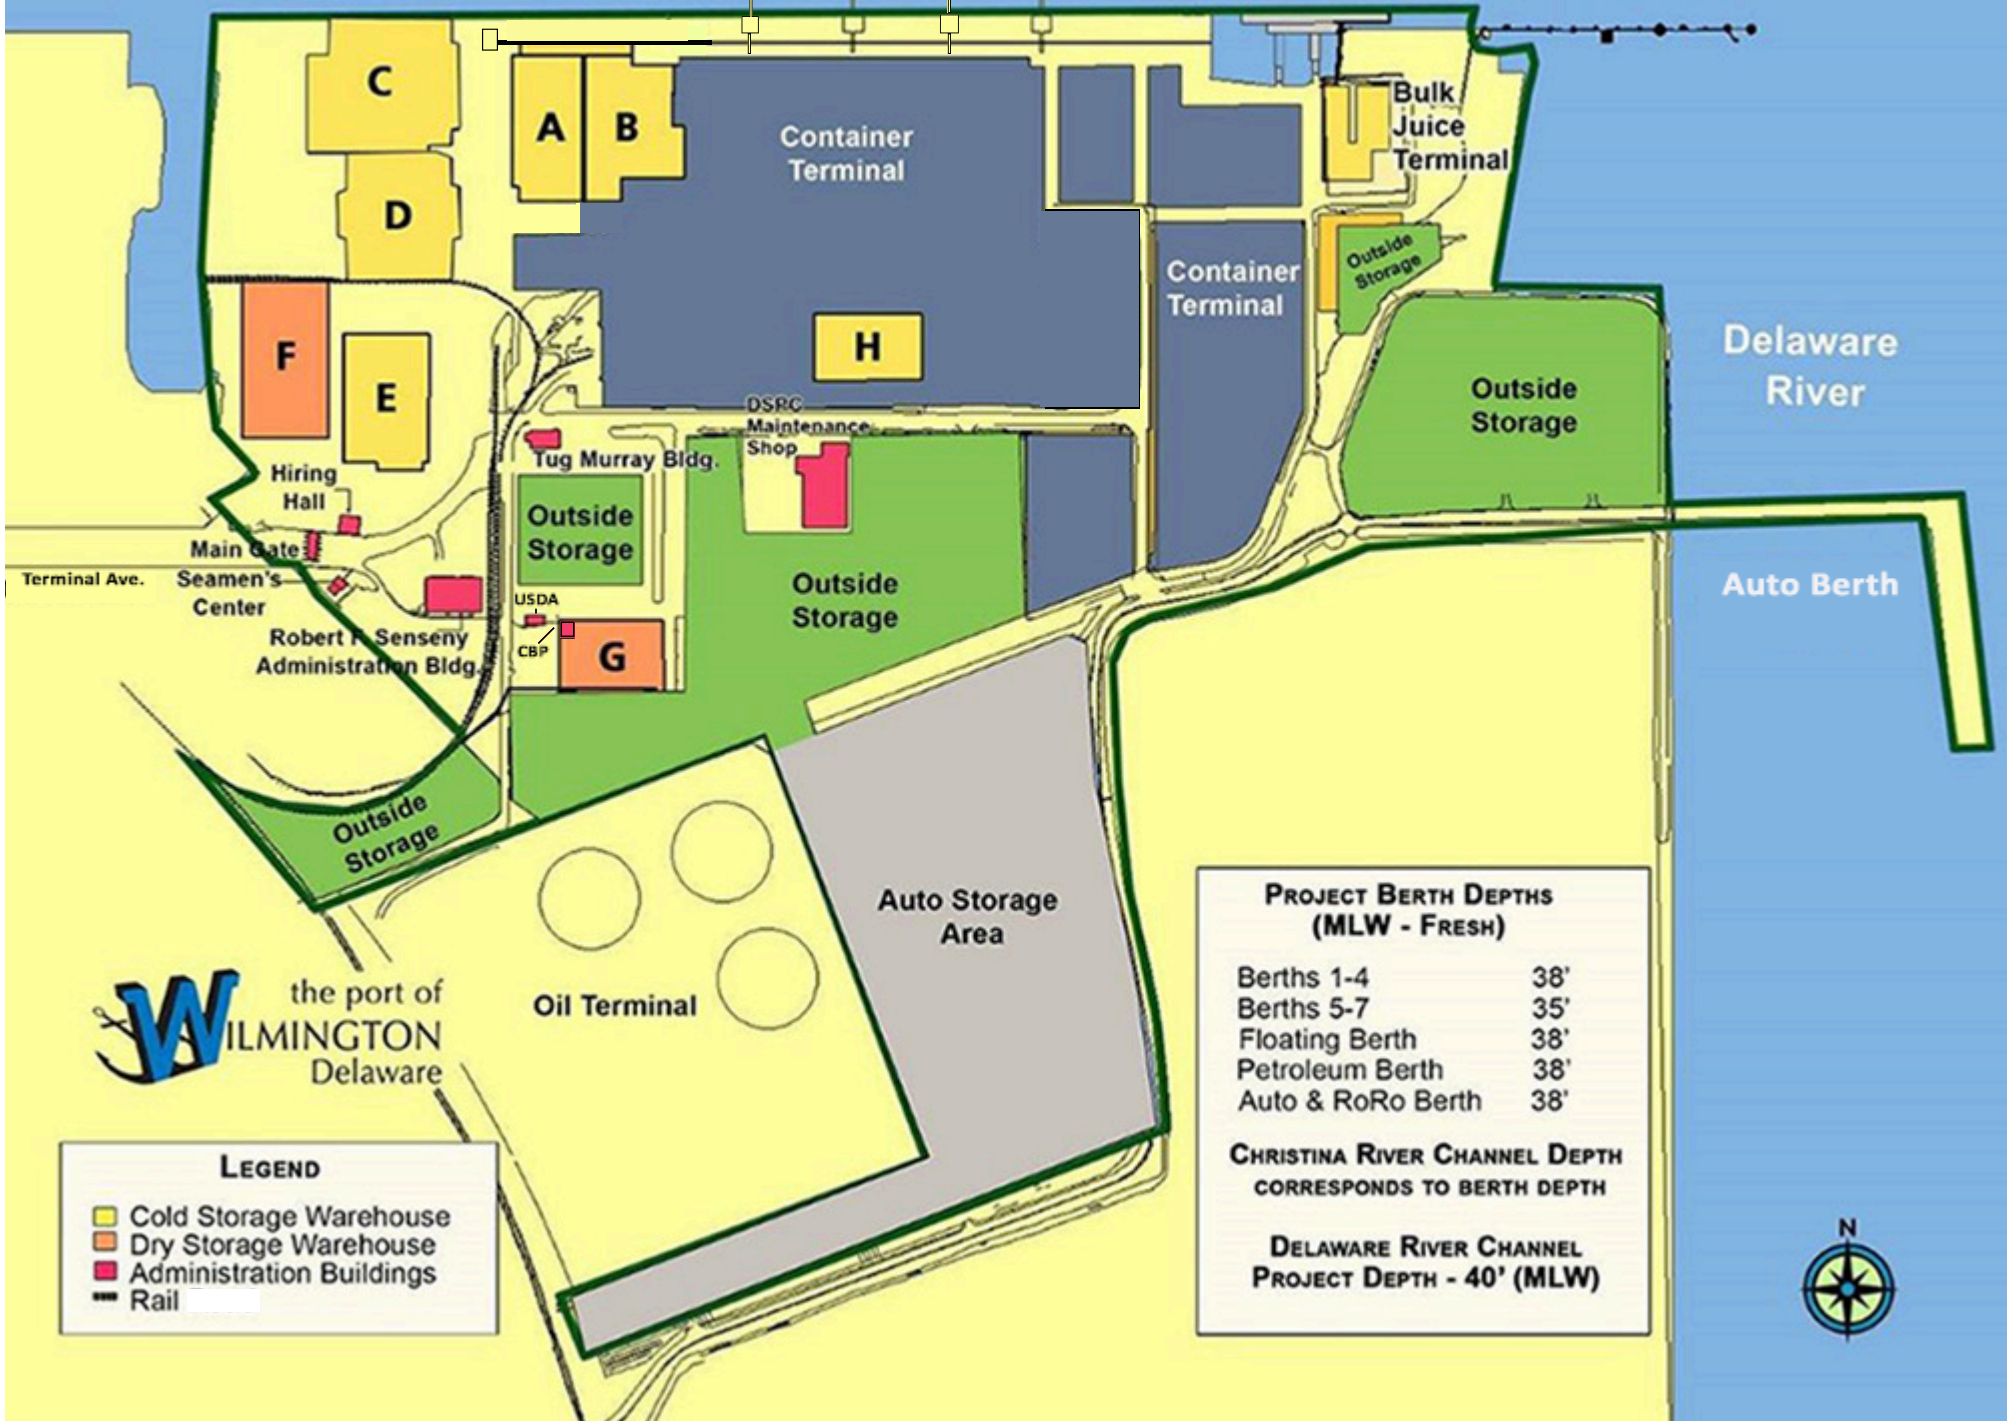 C
A
B
Container
Terminal
Bulk
Juice
Terminal
D
Outside
Storage
Container
Terminal
F
E
H
Outside
Storage
Delaware
River
DSPC
Maintenance
Shop
Tug Murray Bldg.
Hiring
Hall
Outside
Storage
Main Gate
Terminal Ave.
Seamen's
Center
USDA
CBP
Robert F. Senseny
Administration Bldg.
G
Outside
Storage
Auto Berth
Outside
Storage
Auto Storage
Area
Oil Terminal
the port of
WILMINGTON
Delaware
LEGEND
Cold Storage Warehouse
Dry Storage Warehouse
Administration Buildings
Rail
PROJECT BERTH DEPTHS
(MLW - FRESH)
Berths 1-4 38'
Berths 5-7 35'
Floating Berth 38'
Petroleum Berth 38'
Auto & RoRo Berth 38'
CHRISTINA RIVER CHANNEL DEPTH
CORRESPONDS TO BERTH DEPTH
DELAWARE RIVER CHANNEL
PROJECT DEPTH - 40' (MLW)
N